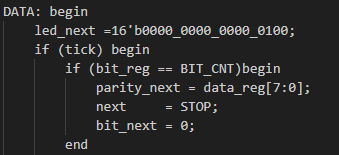 DATA: begin
led_next =16'b0000_0000_0000_0100;
if (tick) begin
if (bit_reg == BIT_CNT)begin
parity_next = data_reg[7:0];
next = STOP;
bit_next = 0;
end